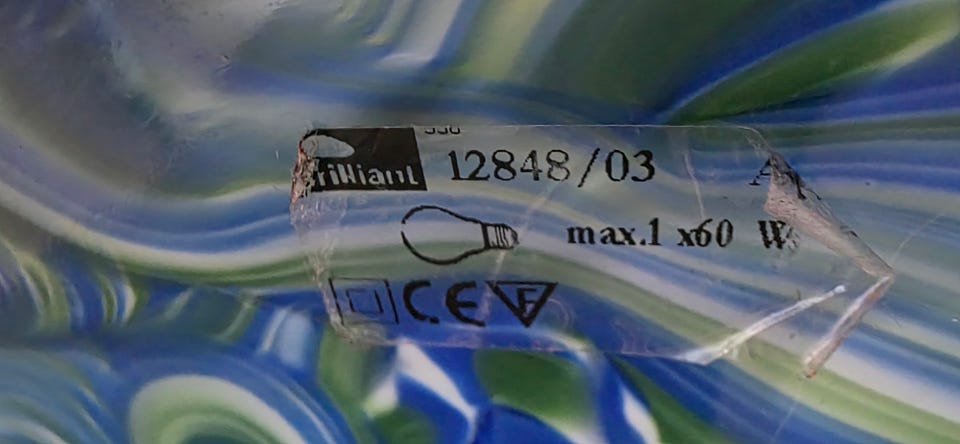 rilliant 12848/03
max.1 x60 W
CE F